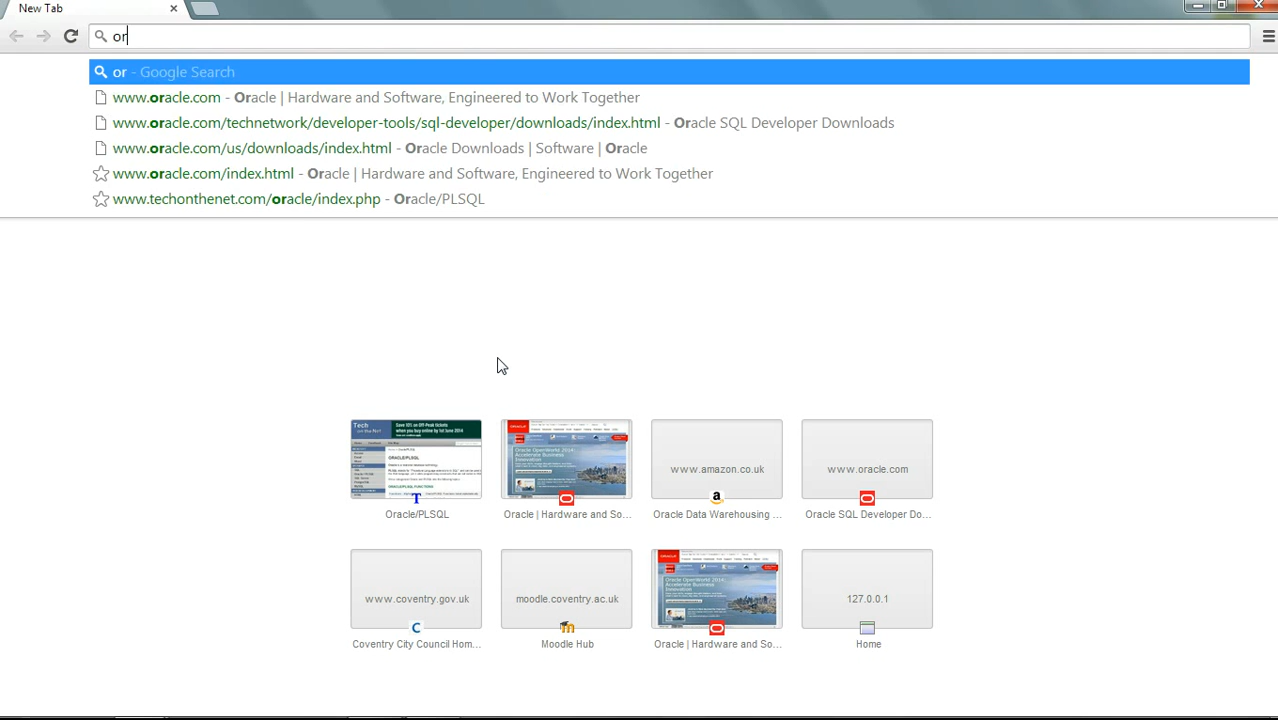 New Tab
or
or - Google Search
www.oracle.com - Oracle | Hardware and Software, Engineered to Work Together
www.oracle.com/technetwork/developer-tools/sql-developer/downloads/index.html - Oracle SQL Developer Downloads
www.oracle.com/us/downloads/index.html - Oracle Downloads | Software | Oracle
www.oracle.com/index.html - Oracle | Hardware and Software, Engineered to Work Together
www.techonthenet.com/oracle/index.php - Oracle/PLSQL
www.amazon.co.uk
www.oracle.com
Oracle/PLSQL
Oracle | Hardware and So...
Oracle Data Warehousing ...
Oracle SQL Developer Do...
www.coventry.gov.uk
moodle.coventry.ac.uk
127.0.0.1
Coventry City Council Hom...
Moodle Hub
Oracle | Hardware and So...
Home